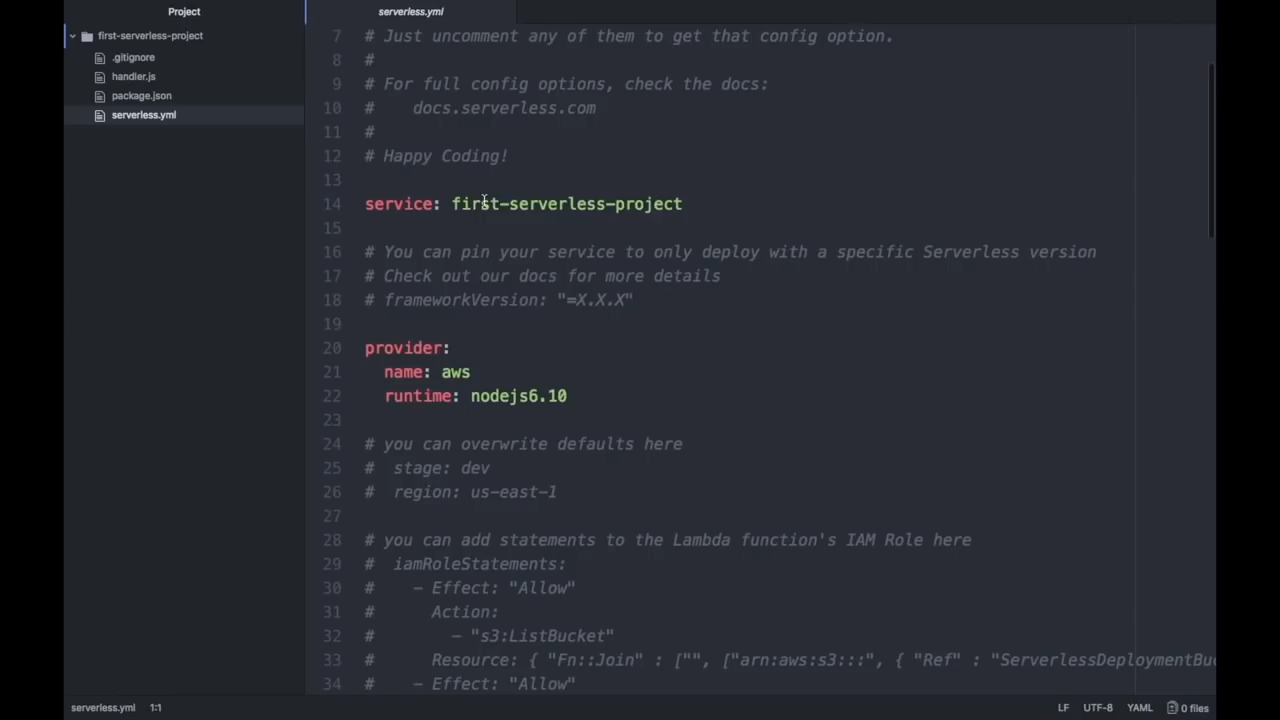 Project
first-serverless-project
.gitignore
handler.js
package.json
serverless.yml
serverless.yml
7 # Just uncomment any of them to get that config option.
8 #
9 # For full config options, check the docs:
10 #    docs.serverless.com
11 #
12 # Happy Coding!
13
14 service: first-serverless-project
15
16 # You can pin your service to only deploy with a specific Serverless version
17 # Check out our docs for more details
18 # frameworkVersion: "=X.X.X"
19
20 provider:
21   name: aws
22   runtime: nodejs6.10
23
24 # you can overwrite defaults here
25 #  stage: dev
26 #  region: us-east-1
27
28 # you can add statements to the Lambda function's IAM Role here
29 #  iamRoleStatements:
30 #    - Effect: "Allow"
31 #      Action:
32 #        - "s3:ListBucket"
33 #      Resource: { "Fn::Join" : ["", ["arn:aws:s3:::", { "Ref" : "ServerlessDeploymentBu
34 #    - Effect: "Allow"
serverless.yml 1:1 LF UTF-8 YAML 0 files